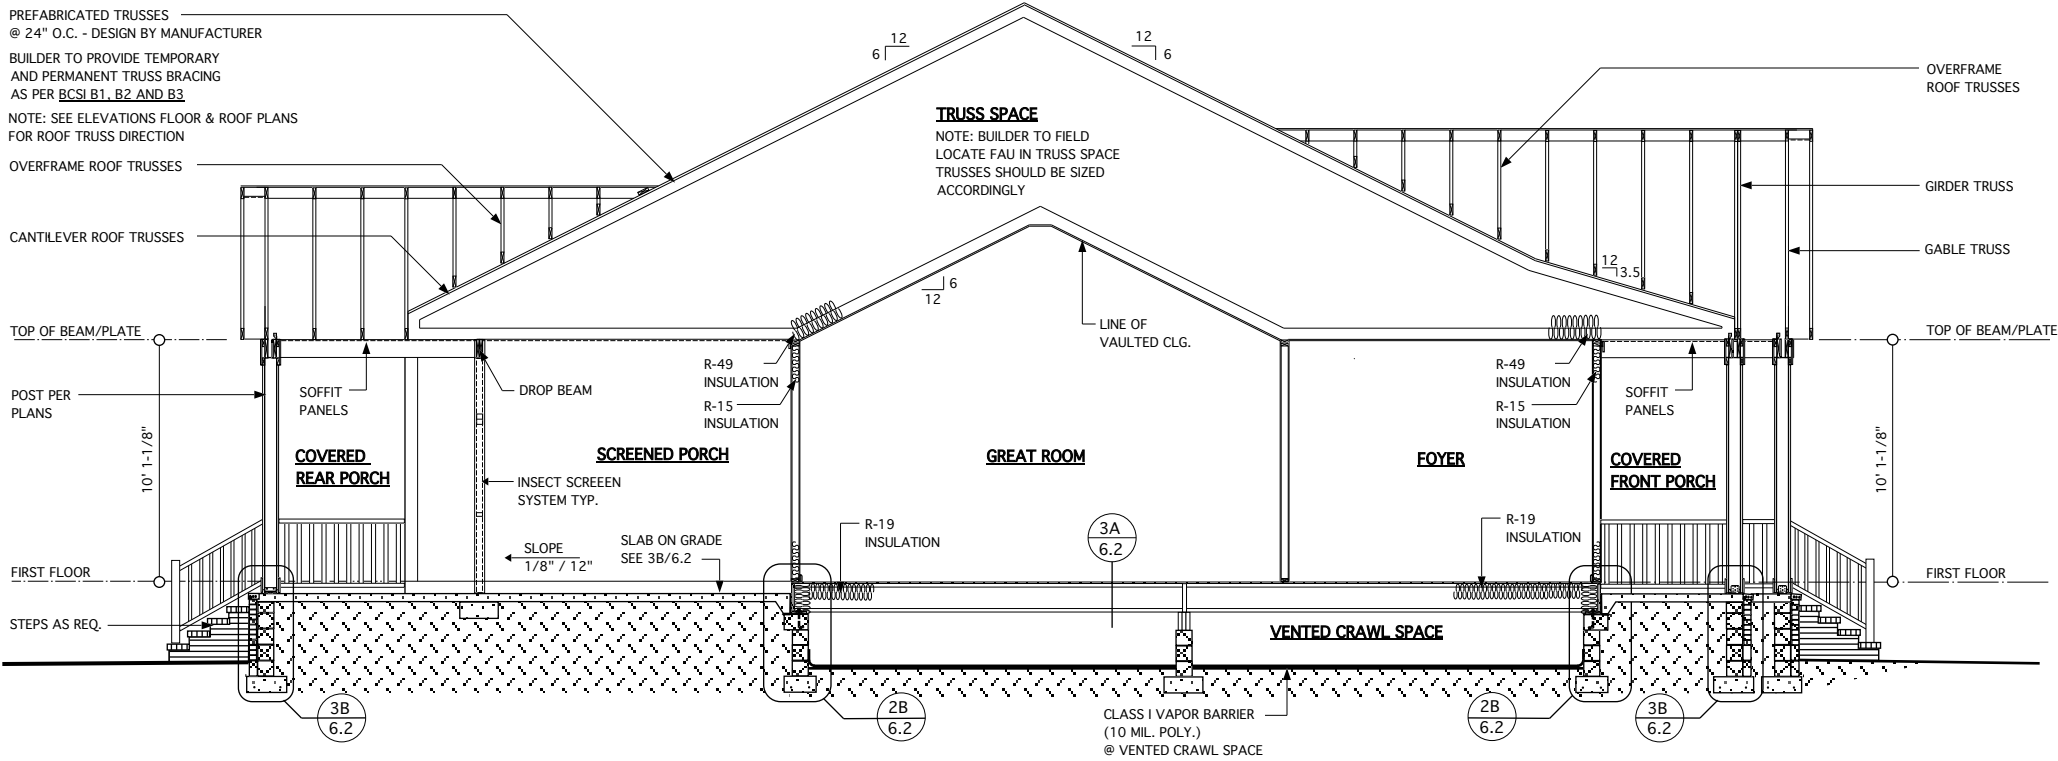 PREFABRICATED TRUSSES
@ 24" O.C. - DESIGN BY MANUFACTURER
BUILDER TO PROVIDE TEMPORARY
AND PERMANENT TRUSS BRACING
AS PER BCSI B1, B2 AND B3
NOTE: SEE ELEVATIONS FLOOR & ROOF PLANS
FOR ROOF TRUSS DIRECTION
OVERFRAME ROOF TRUSSES
CANTILEVER ROOF TRUSSES
TOP OF BEAM/PLATE
POST PER
PLANS
10' 1-1/8"
FIRST FLOOR
STEPS AS REQ.
12
6
12
6
TRUSS SPACE
NOTE: BUILDER TO FIELD
LOCATE FAU IN TRUSS SPACE
TRUSSES SHOULD BE SIZED
ACCORDINGLY
OVERFRAME
ROOF TRUSSES
GIRDER TRUSS
GABLE TRUSS
12
3.5
6
12
LINE OF
VAULTED CLG.
TOP OF BEAM/PLATE
SOFFIT
PANELS
DROP BEAM
R-49
INSULATION
R-15
INSULATION
R-49
INSULATION
R-15
INSULATION
SOFFIT
PANELS
10' 1-1/8"
COVERED
REAR PORCH
SCREENED PORCH
GREAT ROOM
FOYER
COVERED
FRONT PORCH
INSECT SCREEEN
SYSTEM TYP.
SLOPE
1/8" / 12"
SLAB ON GRADE
SEE 3B/6.2
R-19
INSULATION
3A
6.2
R-19
INSULATION
FIRST FLOOR
VENTED CRAWL SPACE
3B
6.2
2B
6.2
CLASS I VAPOR BARRIER
(10 MIL. POLY.)
@ VENTED CRAWL SPACE
2B
6.2
3B
6.2